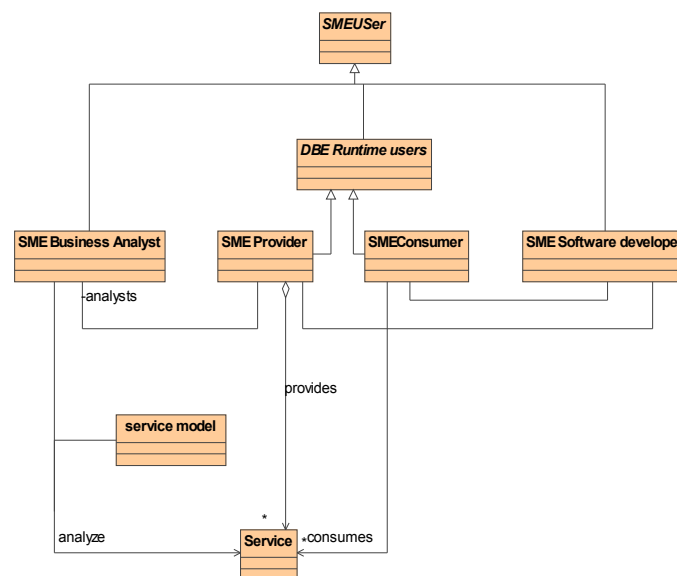 SMEUSer
DBE Runtime users
SME Business Analyst
SME Provider
SMEConsumer
SME Software develope
-analysts
provides
service model
analyze
*
Service
*
consumes